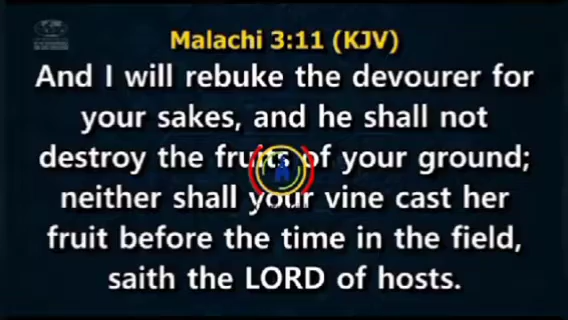 Malachi 3:11 (KJV)
And I will rebuke the devourer for
your sakes, and he shall not
destroy the fruits of your ground;
neither shall your vine cast her
fruit before the time in the field,
saith the LORD of hosts.